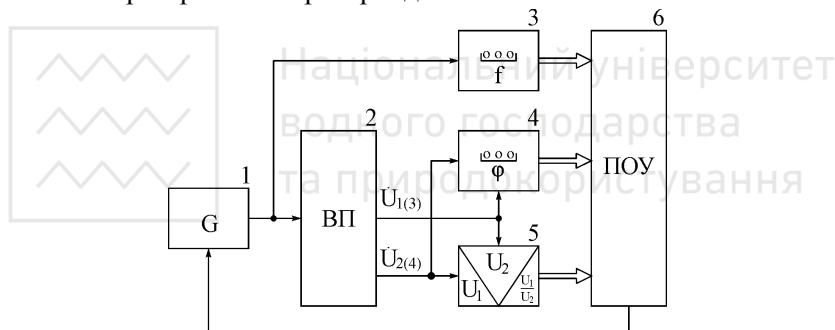 3
6
Національний університет
f
2
4
водного господарства
1
φ
ПОУ
та природокористування
G
ВП
U̇1(3)
U̇2(4)
5
U2
U1
U1
U2